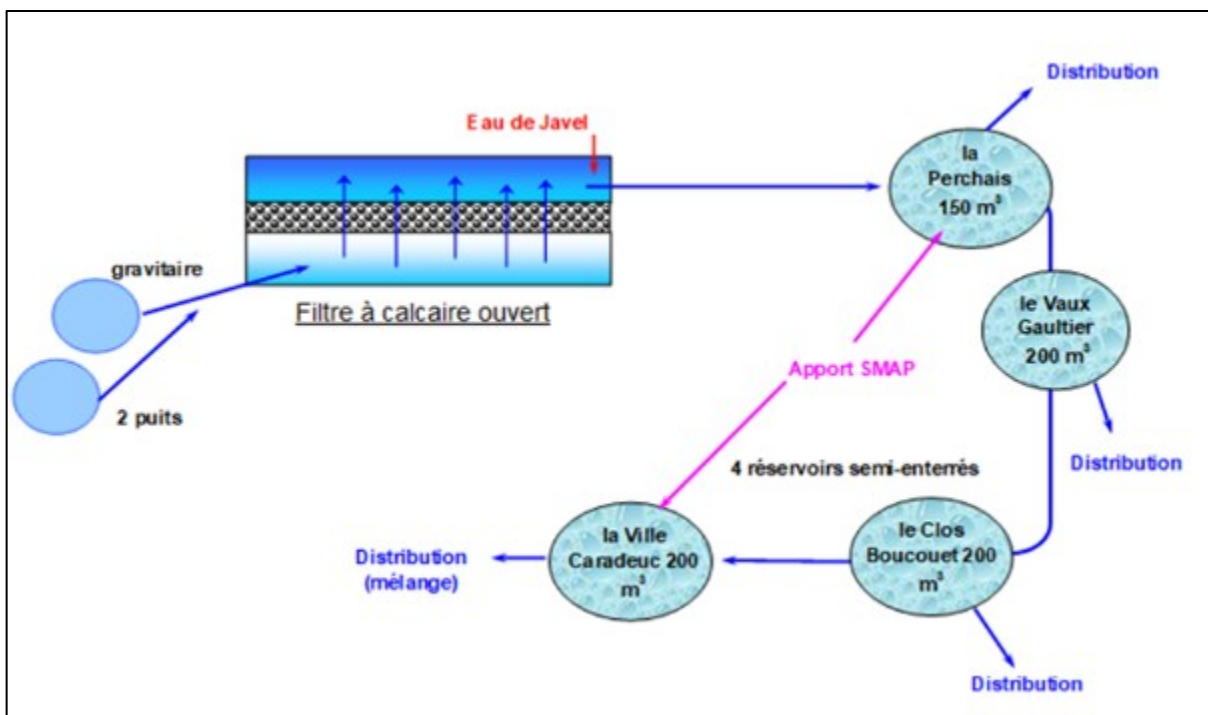 Distribution
Eau de Javel
la
Perchais
150 m³
gravitaire
Filtre à calcaire ouvert
le Vaux
Gaultier
200 m³
Apport SMAP
2 puits
4 réservoirs semi-enterrés
Distribution
la Ville
Caradeuc 200
m³
le Clos
Boucouet 200
m³
Distribution
(mélange)
Distribution